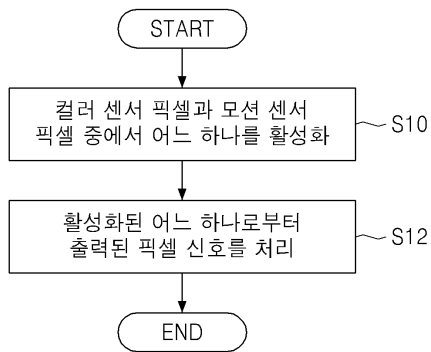 START
컬러 센서 픽셀과 모션 센서
픽셀 중에서 어느 하나를 활성화
S10
활성화된 어느 하나로부터
출력된 픽셀 신호를 처리
S12
END